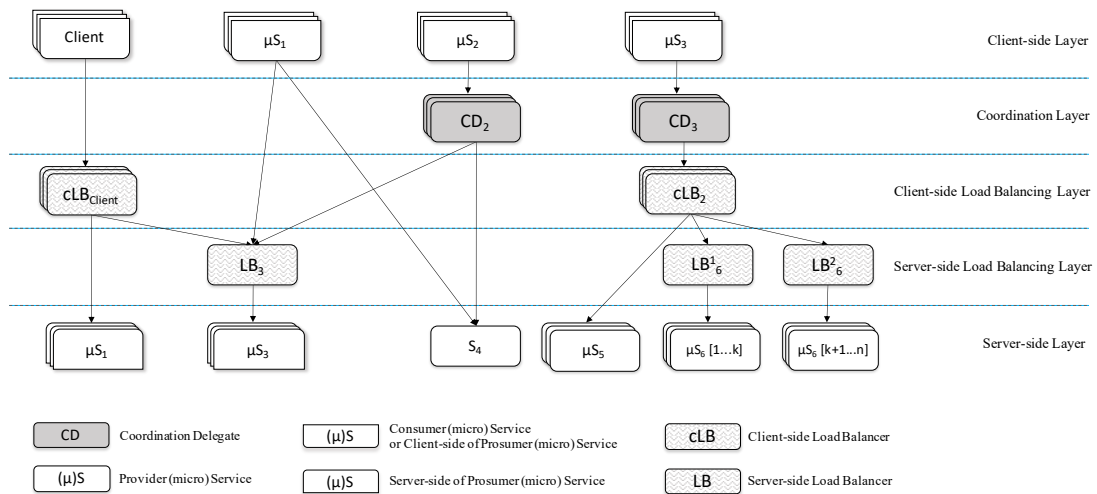 Client
μS1
μS2
μS3
Client-side Layer
CD2
CD3
Coordination Layer
cLBClient
cLB2
Client-side Load Balancing Layer
LB3
LB¹6
LB²6
Server-side Load Balancing Layer
μS1
μS3
S4
μS5
μS6 [1...k]
μS6 [k+1...n]
Server-side Layer
CD
Coordination Delegate
(μ)S
Consumer (micro) Service
or Client-side of Prosumer (micro) Service
cLB
Client-side Load Balancer
(μ)S
Provider (micro) Service
(μ)S
Server-side of Prosumer (micro) Service
LB
Server-side Load Balancer